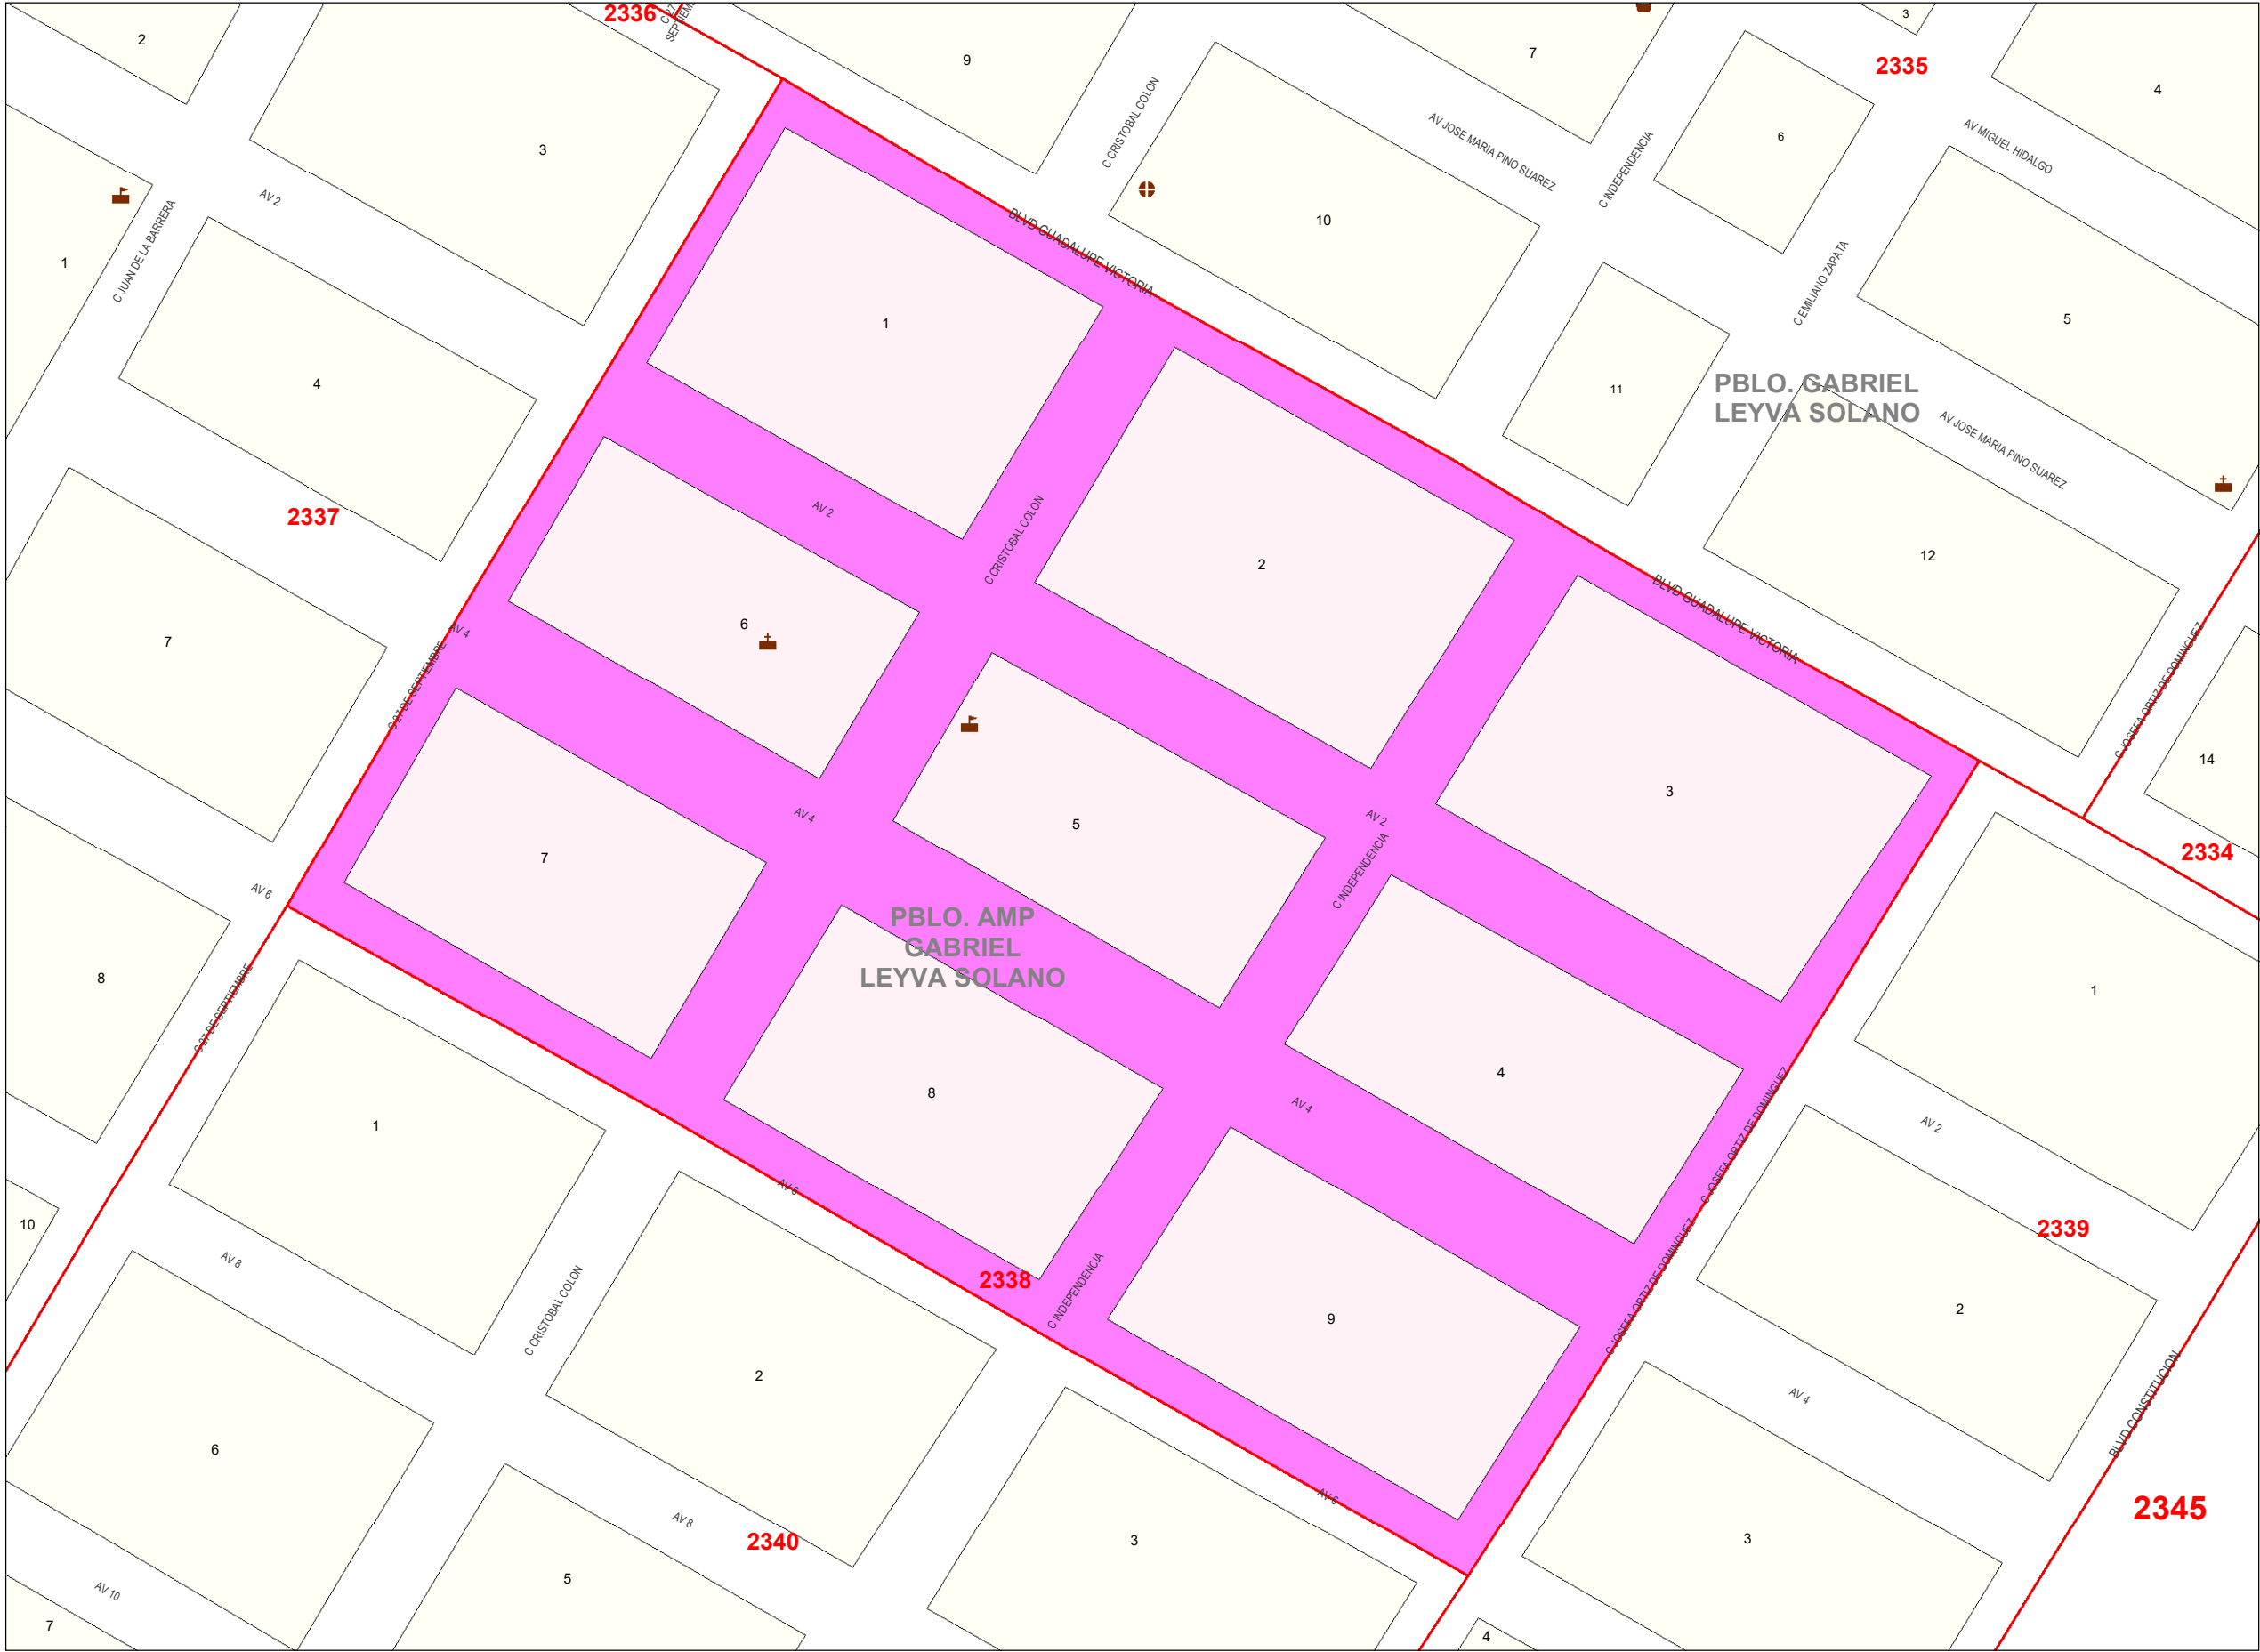 2336
C 27
SEPTIEM
2
9
7
3
2335
4
3
C CRISTOBAL COLON
AV JOSE MARIA PINO SUAREZ
C INDEPENDENCIA
6
AV MIGUEL HIDALGO
AV 2
C JUAN DE LA BARRERA
1
BLVD GUADALUPE VICTORIA
10
C EMILIANO ZAPATA
5
1
4
11
PBLO. GABRIEL
LEYVA SOLANO
AV JOSE MARIA PINO SUAREZ
2337
AV 2
C CRISTOBAL COLON
2
12
BLVD GUADALUPE VICTORIA
7
AV 4
C 27 DE SEPTIEMBRE
6
C JOSEFA ORTIZ DE DOMINGUEZ
14
3
AV 4
5
AV 2
C INDEPENDENCIA
2334
7
AV 6
PBLO. AMP
GABRIEL
LEYVA SOLANO
8
C 27 DE SEPTIEMBRE
1
4
8
AV 4
C JOSEFA ORTIZ DE DOMINGUEZ
AV 2
1
AV 6
10
2339
AV 8
C CRISTOBAL COLON
2338
C INDEPENDENCIA
9
C JOSEFA ORTIZ DE DOMINGUEZ
2
2
AV 4
BLVD CONSTITUCION
6
AV 6
2345
AV 8
2340
3
3
5
AV 10
7
4